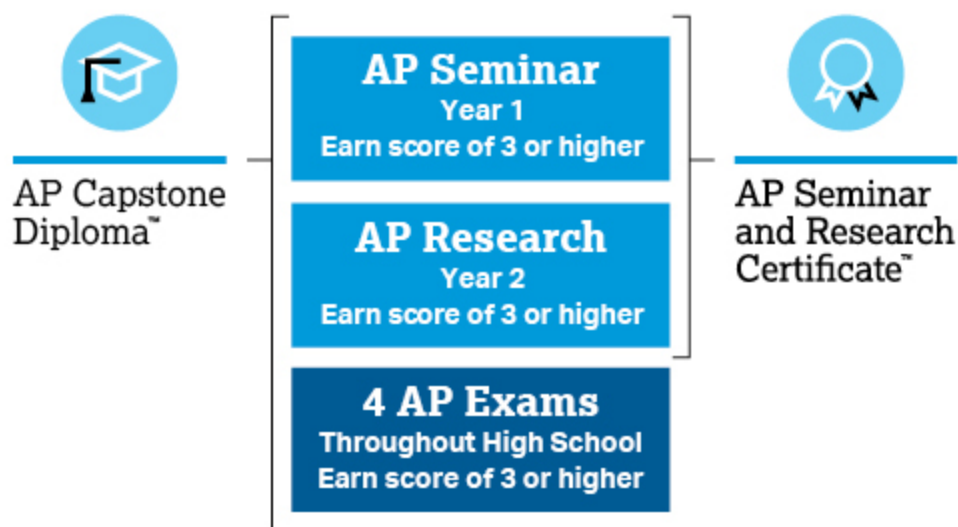 AP Capstone
Diploma™
AP Seminar
Year 1
Earn score of 3 or higher
AP Research
Year 2
Earn score of 3 or higher
4 AP Exams
Throughout High School
Earn score of 3 or higher
AP Seminar
and Research
Certificate™